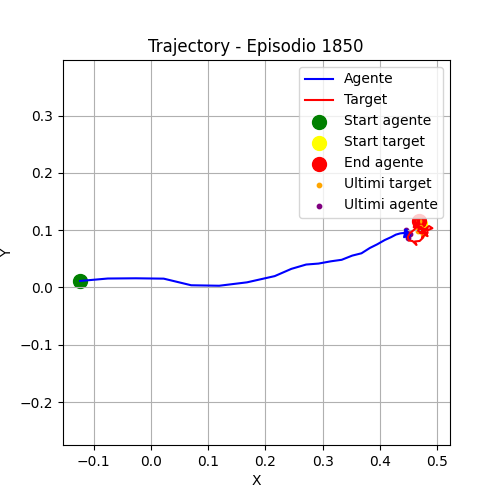 Trajectory - Episodio 1850
Agente
Target
Start agente
Start target
End agente
Ultimi target
Ultimi agente
0.3
0.2
0.1
0.0
−0.1
−0.2
Y
−0.1
0.0
0.1
0.2
0.3
0.4
0.5
X